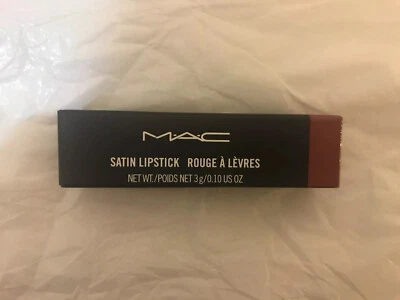 M·A·C
SATIN LIPSTICK ROUGE À LÈVRES
NET WT./POIDS NET 3 g/0.10 US OZ